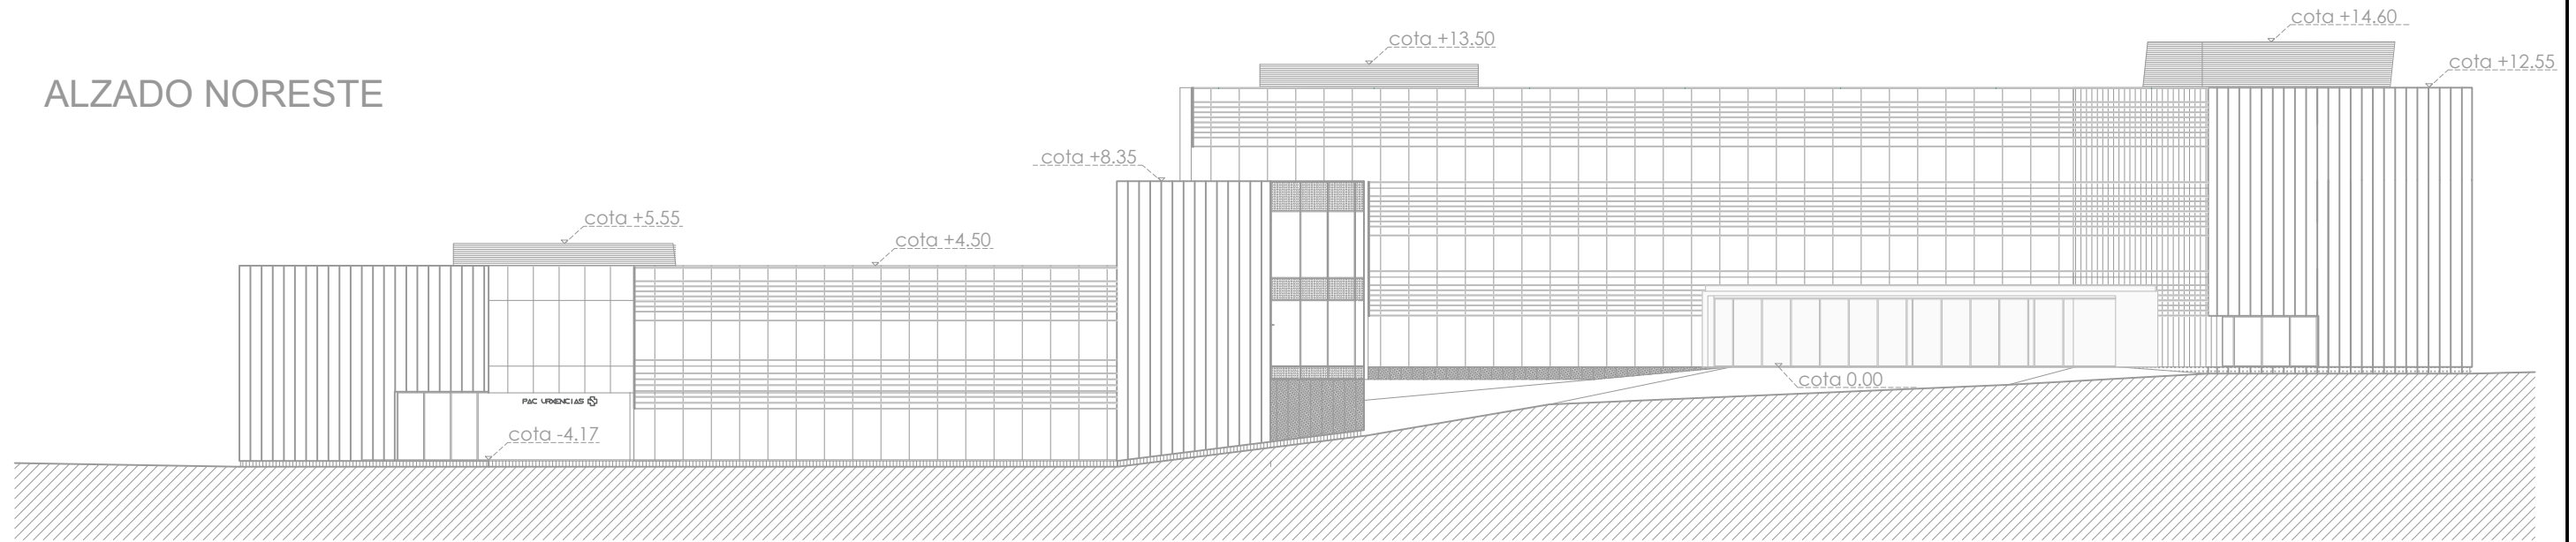 ALZADO NORESTE
cota +14.60
cota +13.50
cota +12.55
cota +8.35
cota +5.55
cota +4.50
cota 0.00
PAC URXENCIAS
cota -4.17